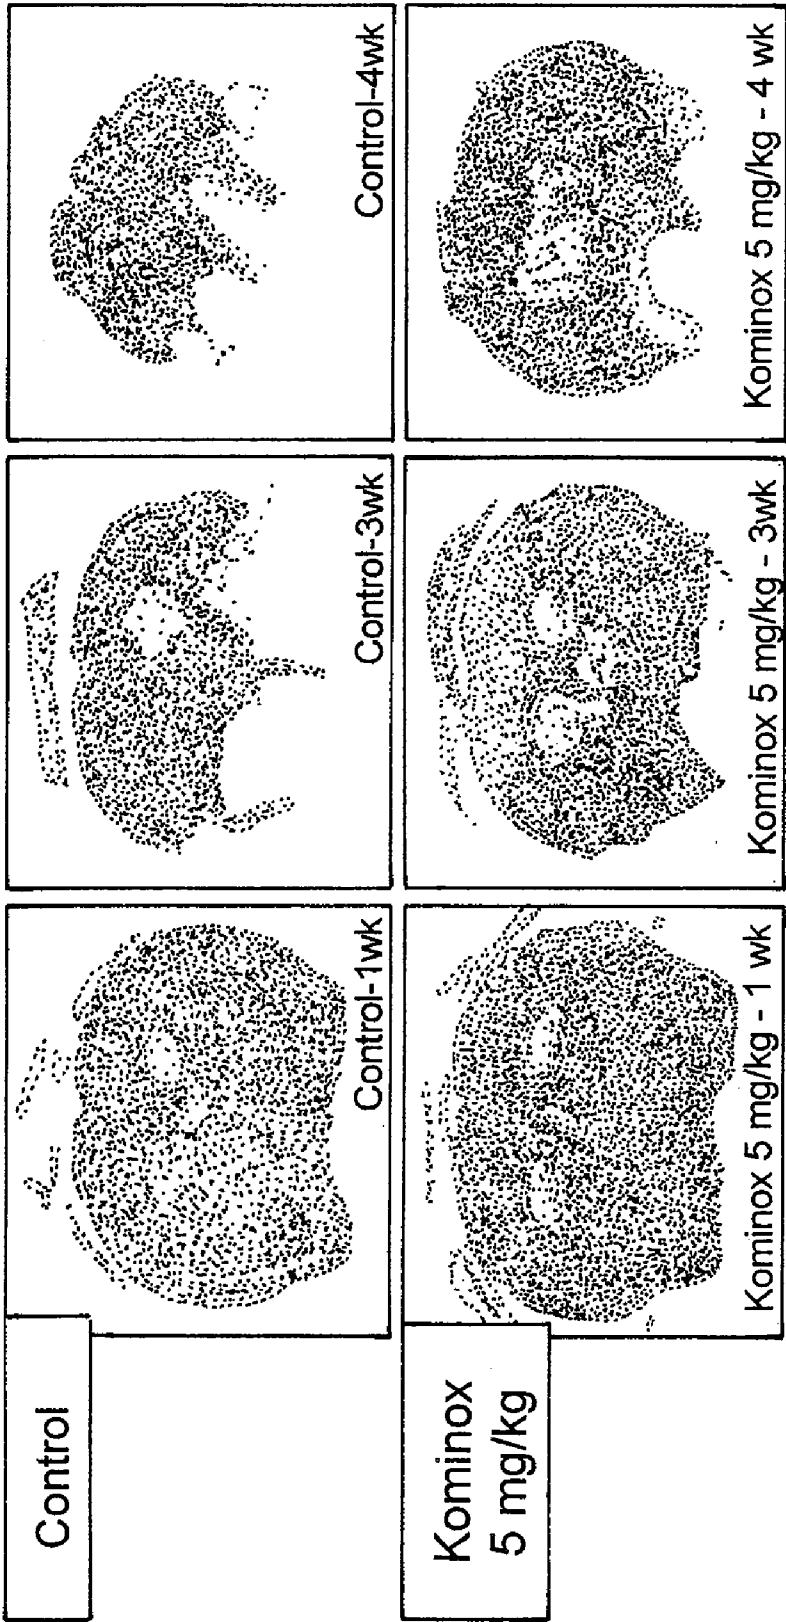 Control
Control-1wk
Control-3wk
Control-4wk
Kominox
5 mg/kg
Kominox 5 mg/kg - 1 wk
Kominox 5 mg/kg - 3wk
Kominox 5 mg/kg - 4 wk